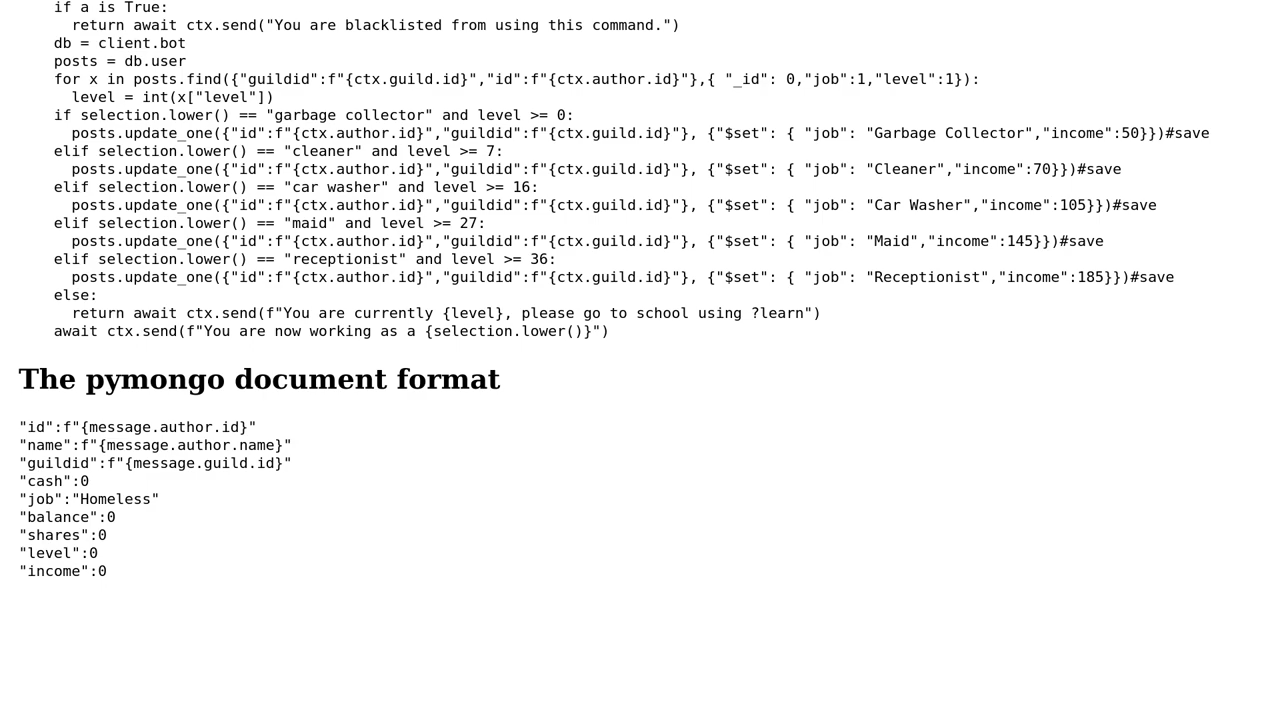 if a is True:
return await ctx.send("You are blacklisted from using this command.")
db = client.bot
posts = db.user
for x in posts.find({"guildid":f"{ctx.guild.id}","id":f"{ctx.author.id}"},{ "_id": 0,"job":1,"level":1}):
level = int(x["level"])
if selection.lower() == "garbage collector" and level >= 0:
posts.update_one({"id":f"{ctx.author.id}","guildid":f"{ctx.guild.id}"}, {"$set": { "job": "Garbage Collector","income":50}})#save
elif selection.lower() == "cleaner" and level >= 7:
posts.update_one({"id":f"{ctx.author.id}","guildid":f"{ctx.guild.id}"}, {"$set": { "job": "Cleaner","income":70}})#save
elif selection.lower() == "car washer" and level >= 16:
posts.update_one({"id":f"{ctx.author.id}","guildid":f"{ctx.guild.id}"}, {"$set": { "job": "Car Washer","income":105}})#save
elif selection.lower() == "maid" and level >= 27:
posts.update_one({"id":f"{ctx.author.id}","guildid":f"{ctx.guild.id}"}, {"$set": { "job": "Maid","income":145}})#save
elif selection.lower() == "receptionist" and level >= 36:
posts.update_one({"id":f"{ctx.author.id}","guildid":f"{ctx.guild.id}"}, {"$set": { "job": "Receptionist","income":185}})#save
else:
return await ctx.send(f"You are currently {level}, please go to school using ?learn")
await ctx.send(f"You are now working as a {selection.lower()}")
The pymongo document format
"id":f"{message.author.id}"
"name":f"{message.author.name}"
"guildid":f"{message.guild.id}"
"cash":0
"job":"Homeless"
"balance":0
"shares":0
"level":0
"income":0